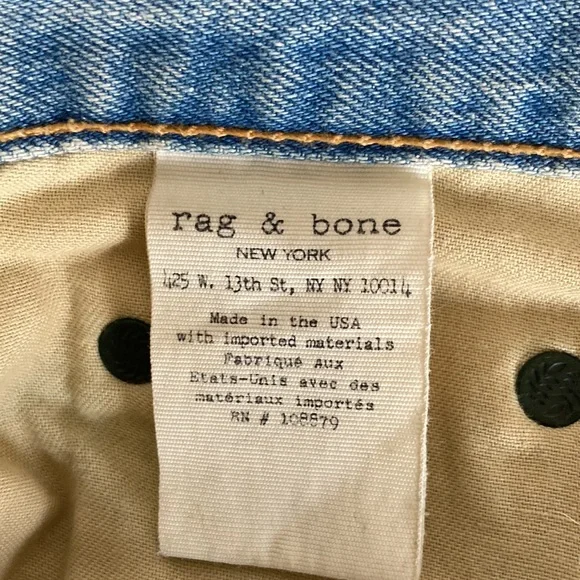 rag & bone
NEW YORK
425 W. 13th St, NY NY 10014
Made in the USA
with imported materials
Fabriqué Aux
Etats-Unis avec des
matériaux importés
RN # 108879